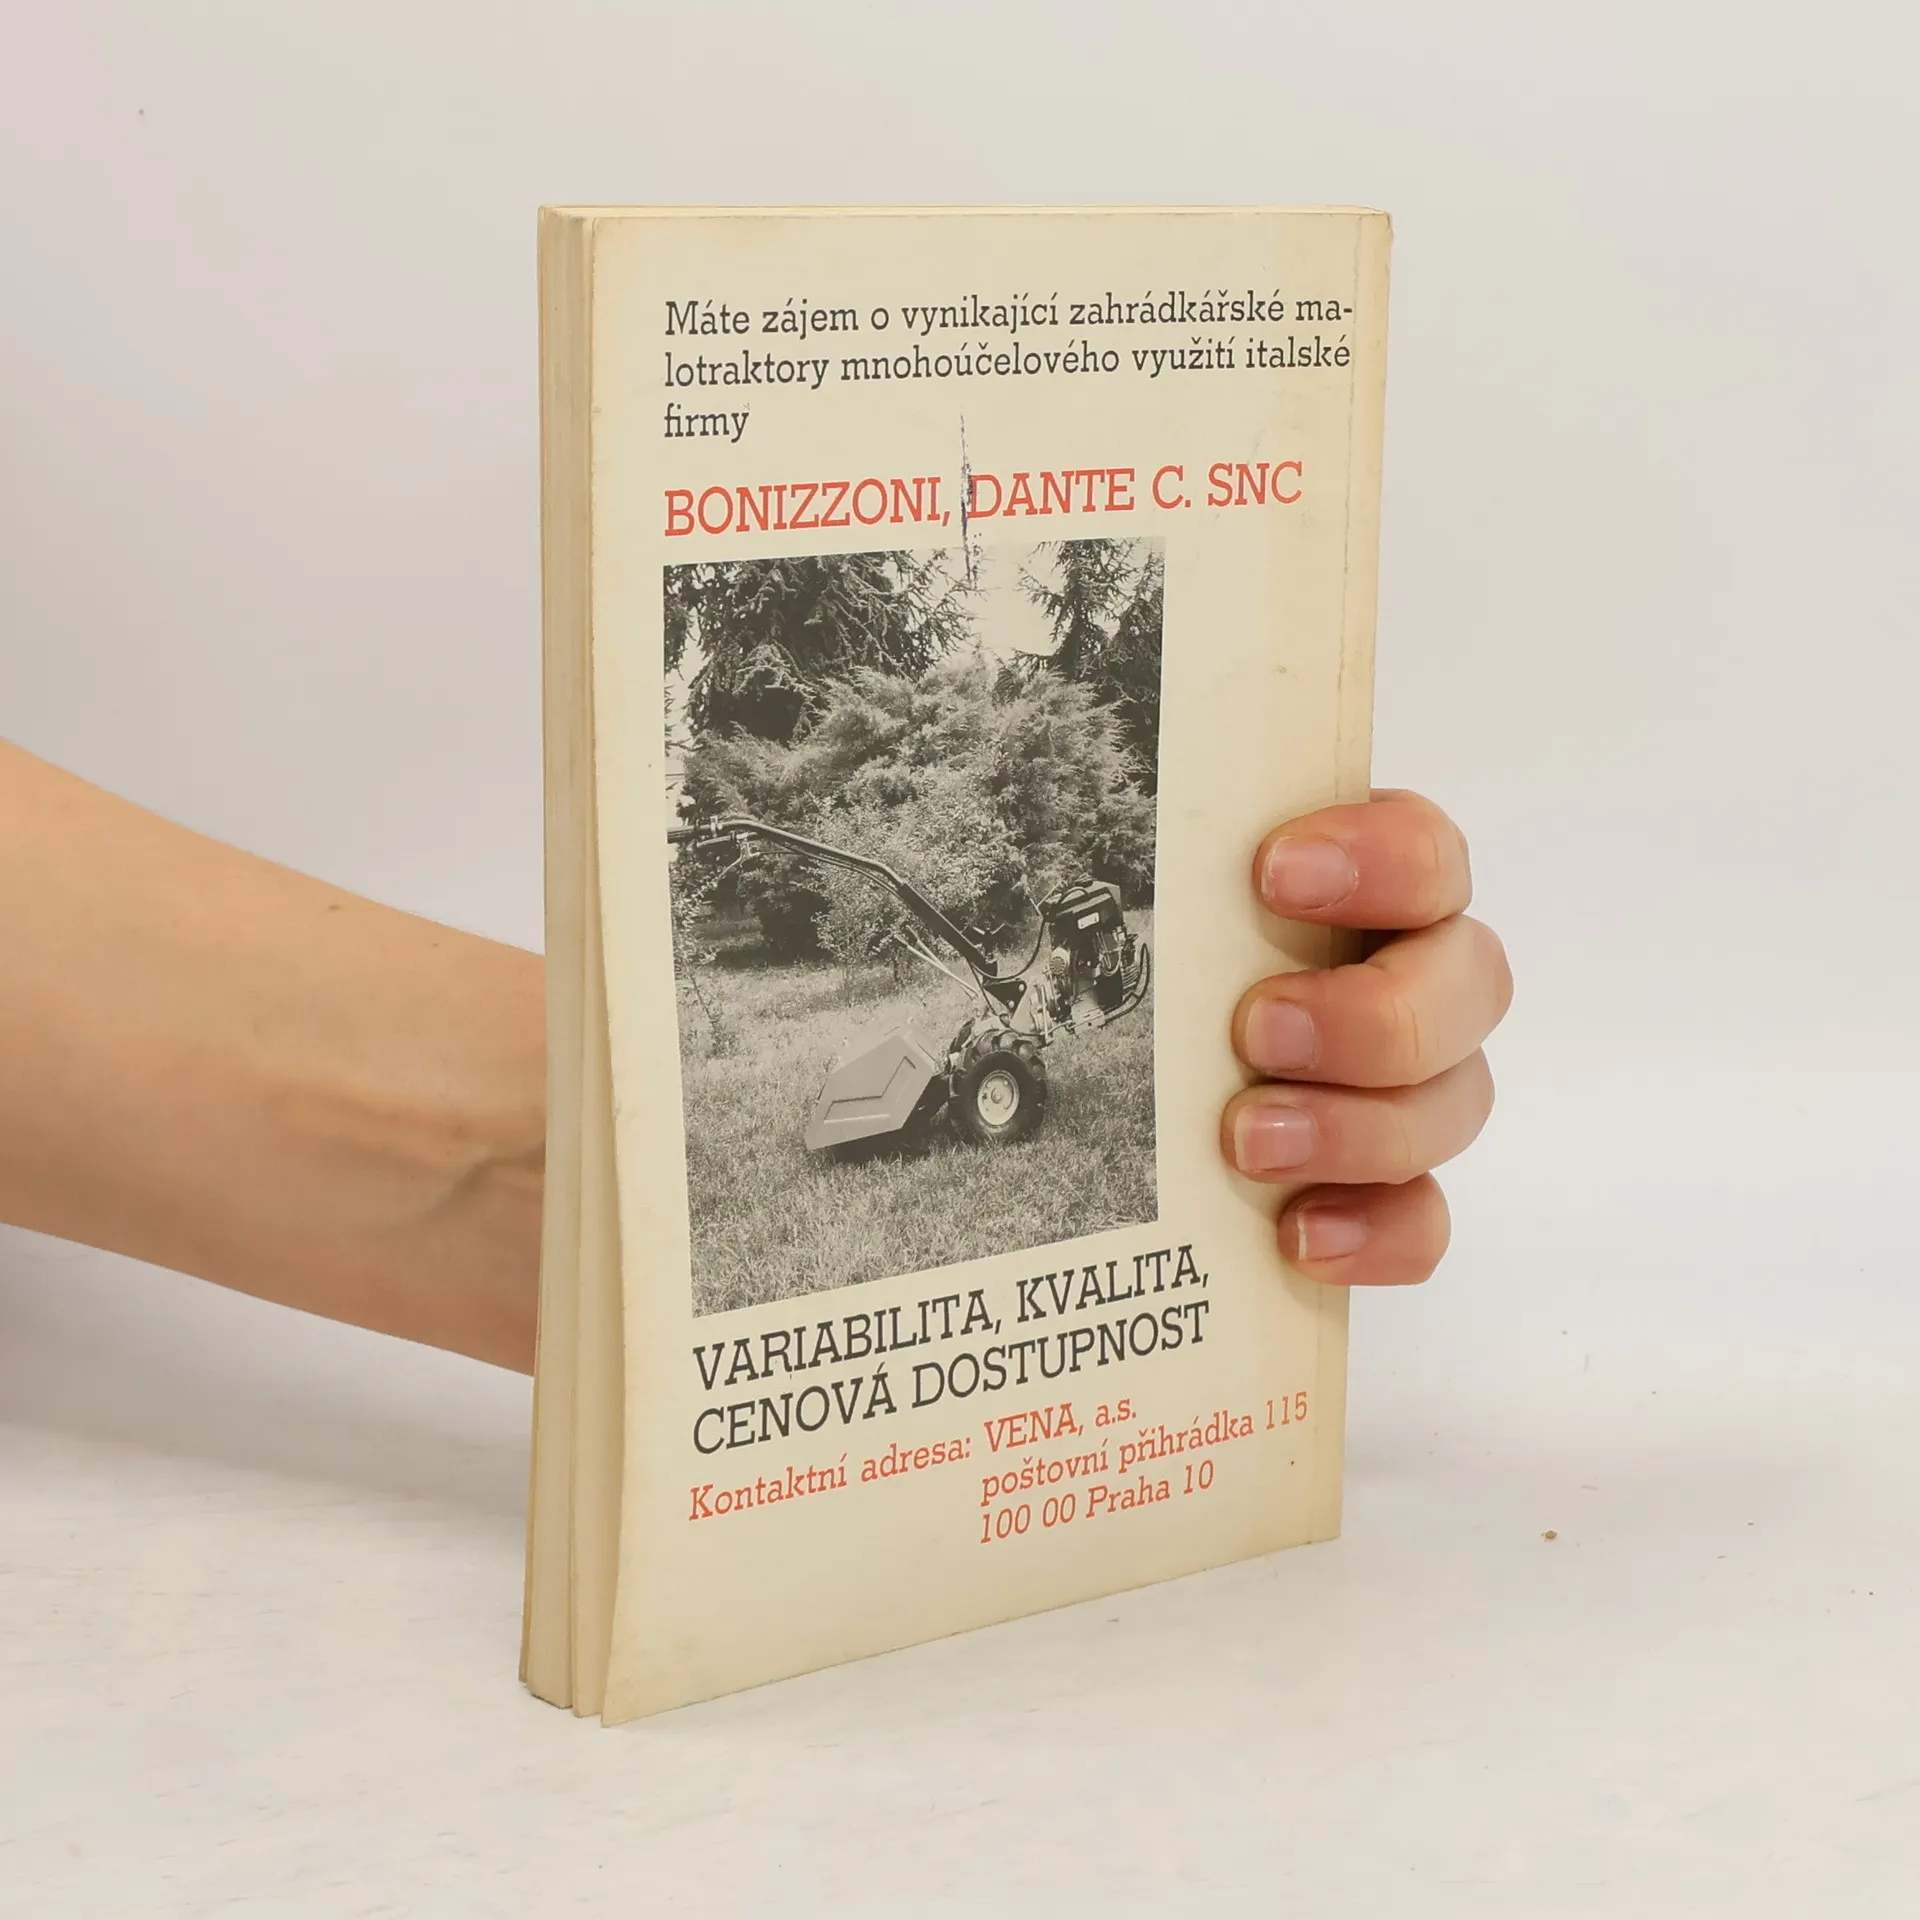 Máte zájem o vynikající zahrádkářské ma-
lotraktory mnohoúčelového využití italské
firmy
BONIZZONI, DANTE C. SNC
VARIABILITA, KVALITA,
CENOVÁ DOSTUPNOST
Kontaktní adresa: VENA, a.s.
poštovní přihrádka 115
100 00 Praha 10